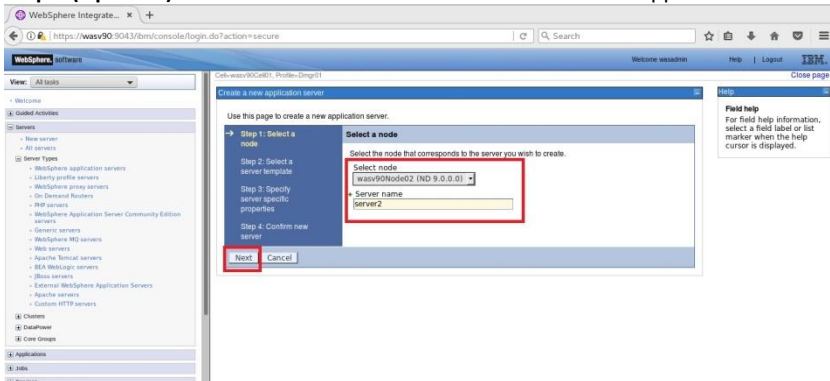 WebSphere Integrate... × +
https://wasv90:9043/ibm/console/login.do?action=secure
Search
WebSphere. software
Welcome wasadmin
Help | Logout
IBM.
View: All tasks
Cell=wasv90Cell01, Profile=Dmgr01
Close page
Welcome
Guided Activities
Servers
New server
All servers
Server Types
WebSphere application servers
Liberty profile servers
WebSphere proxy servers
On Demand Routers
PHP servers
WebSphere Application Server Community Edition
servers
Generic servers
WebSphere MQ servers
Web servers
Apache Tomcat servers
BEA WebLogic servers
JBoss servers
External WebSphere Application Servers
Apache servers
Custom HTTP servers
Clusters
DataPower
Core Groups
Applications
Jobs
Create a new application server
Use this page to create a new application server.
Step 1: Select a
node
Step 2: Select a
server template
Step 3: Specify
server specific
properties
Step 4: Confirm new
server
Select a node
Select the node that corresponds to the server you wish to create.
Select node
wasv90Node02 (ND 9.0.0.0)
* Server name
server2
Next Cancel
Help
Field help
For field help information,
select a field label or list
marker when the help
cursor is displayed.